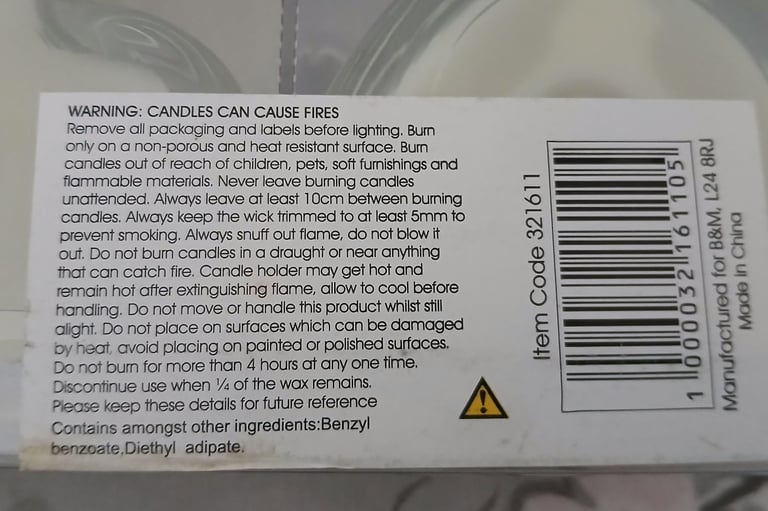 WARNING: CANDLES CAN CAUSE FIRES
Remove all packaging and labels before lighting. Burn
only on a non-porous and heat resistant surface. Burn
candles out of reach of children, pets, soft furnishings and
flammable materials. Never leave burning candles
unattended. Always leave at least 10cm between burning
candles. Always keep the wick trimmed to at least 5mm to
prevent smoking. Always snuff out flame, do not blow it
out. Do not burn candles in a draught or near anything
that can catch fire. Candle holder may get hot and
remain hot after extinguishing flame, allow to cool before
handling. Do not move or handle this product whilst still
alight. Do not place on surfaces which can be damaged
by heat, avoid placing on painted or polished surfaces.
Do not burn for more than 4 hours at any one time.
Discontinue use when ¼ of the wax remains.
Please keep these details for future reference
Contains amongst other ingredients:Benzyl
benzoate,Diethyl adipate.
Item Code 321611
1 000032 161105
Manufactured for B&M, L24 8RJ
Made In China